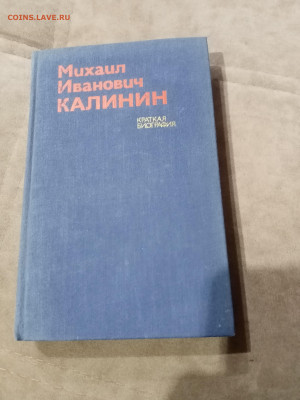 COINS.LAVE.RU
Михаил
Иванович
КАЛИНИН
КРАТКАЯ
БИОГРАФИЯ